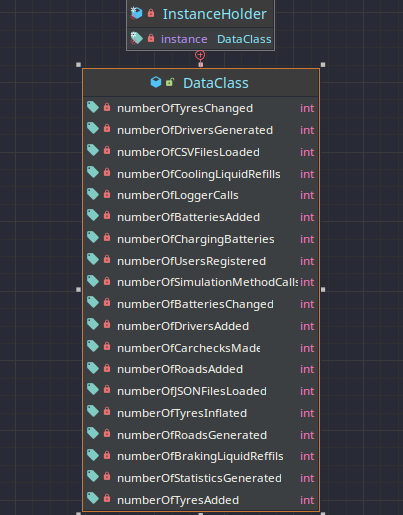 InstanceHolder
instance DataClass
DataClass
numberOfTyresChanged int
numberOfDriversGenerated int
numberOfCSVFilesLoaded int
numberOfCoolingLiquidRefills int
numberOfLoggerCalls int
numberOfBatteriesAdded int
numberOfChargingBatteries int
numberOfUsersRegistered int
numberOfSimulationMethodCalls int
numberOfBatteriesChanged int
numberOfDriversAdded int
numberOfCarchecksMade int
numberOfRoadsAdded int
numberOfJSONFilesLoaded int
numberOfTyresInflated int
numberOfRoadsGenerated int
numberOfBrakingLiquidReffils int
numberOfStatisticsGenerated int
numberOfTyresAdded int